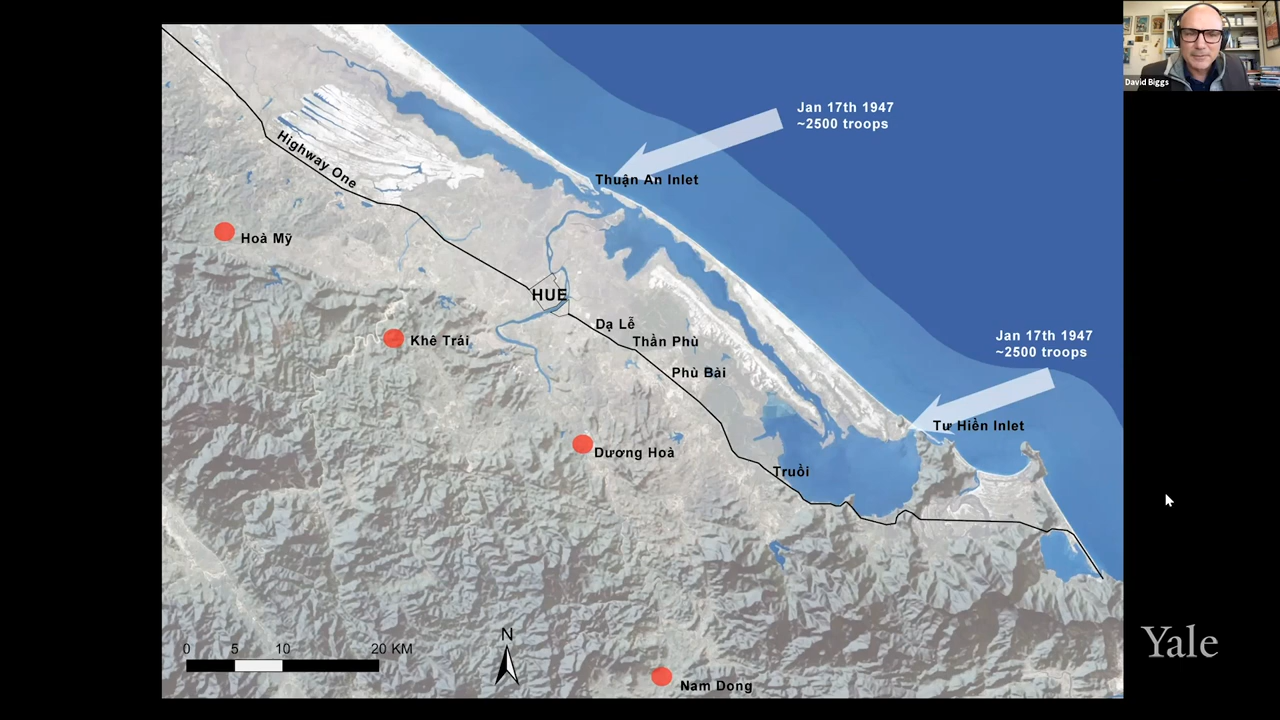 David Biggs
Jan 17th 1947
~2500 troops
Highway One
Thuận An Inlet
Hoà Mỹ
HUE
Dạ Lễ
Khê Trái
Thần Phù
Jan 17th 1947
~2500 troops
Phù Bài
Tư Hiền Inlet
Dương Hoà
Truồi
Yale
N
0 5 10 20 KM
Nam Dong